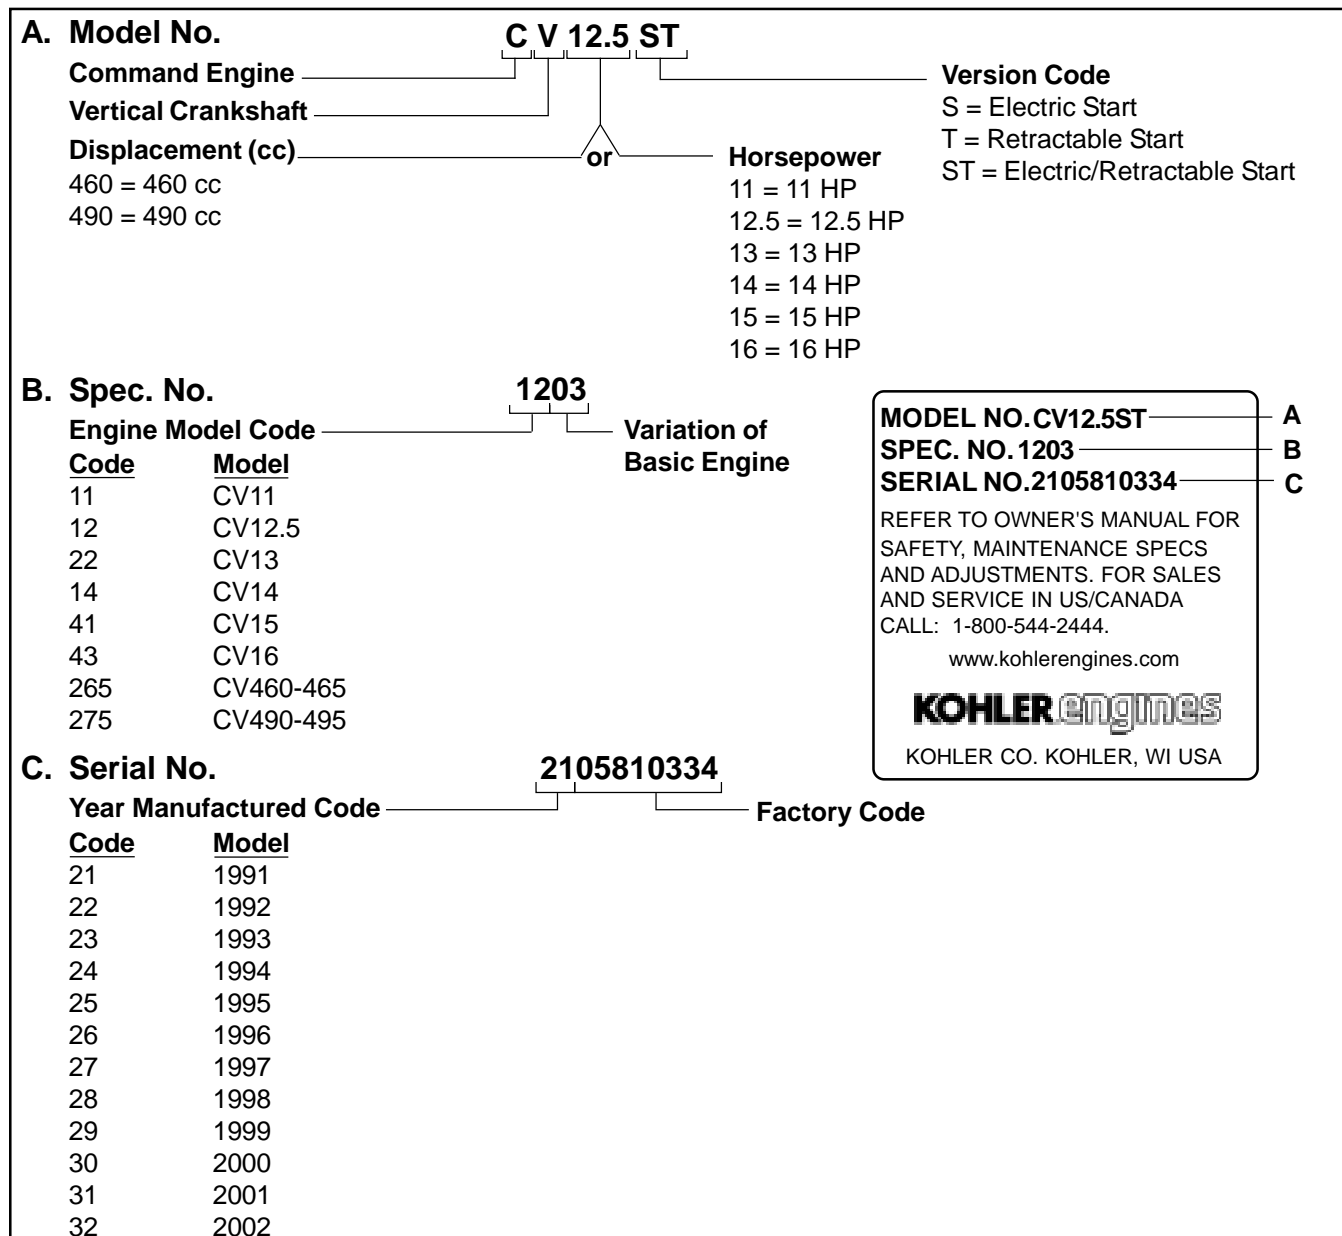 A. Model No. C V 12.5 ST
Command Engine
Version Code
Vertical Crankshaft
S = Electric Start
T = Retractable Start
Displacement (cc) or Horsepower
ST = Electric/Retractable Start
460 = 460 cc
11 = 11 HP
490 = 490 cc
12.5 = 12.5 HP
13 = 13 HP
14 = 14 HP
15 = 15 HP
16 = 16 HP
B. Spec. No. 1203
Engine Model Code
Variation of
Basic Engine
Code Model
11 CV11
12 CV12.5
22 CV13
14 CV14
41 CV15
43 CV16
265 CV460-465
275 CV490-495
MODEL NO. CV12.5ST A
SPEC. NO. 1203 B
SERIAL NO. 2105810334 C
REFER TO OWNER'S MANUAL FOR
SAFETY, MAINTENANCE SPECS
AND ADJUSTMENTS. FOR SALES
AND SERVICE IN US/CANADA
CALL: 1-800-544-2444.
www.kohlerengines.com
KOHLER engines
KOHLER CO. KOHLER, WI USA
C. Serial No. 2105810334
Year Manufactured Code Factory Code
Code Model
21 1991
22 1992
23 1993
24 1994
25 1995
26 1996
27 1997
28 1998
29 1999
30 2000
31 2001
32 2002